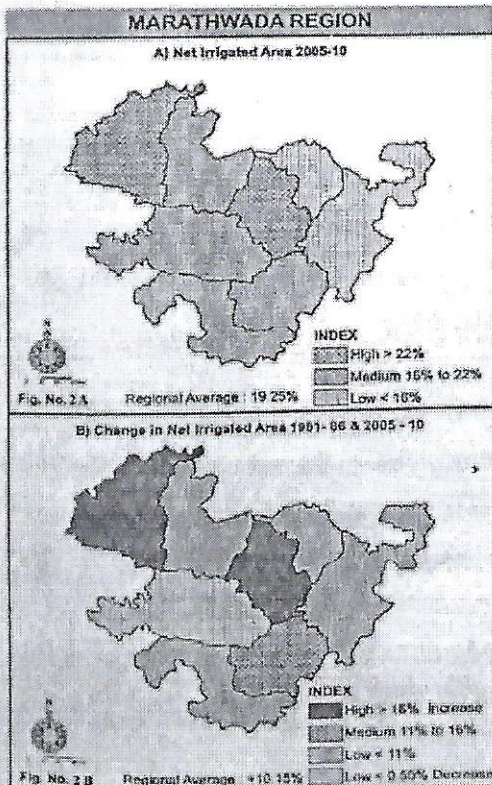 MARATHWADA REGION
A) Net Irrigated Area 2005-10
N
INDEX
High > 22%
Medium 16% to 22%
Low < 16%
Fig. No. 2 A
Regional Average : 19.25%
B) Change in Net Irrigated Area 1981-86 & 2005 - 10
N
INDEX
High > 16% Increase
Medium 11% to 16%
Low < 11%
Low < 0.50% Decrease
Fig. No. 2 B
Regional Average : +10.15%